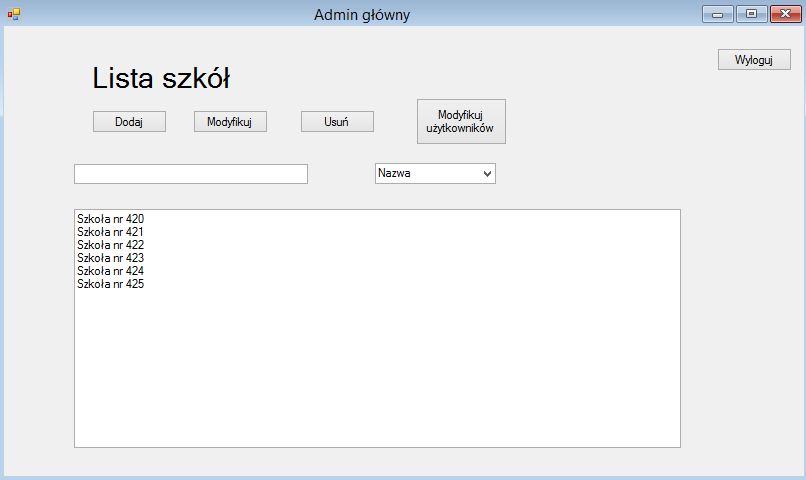 Admin główny
Wyloguj
Lista szkół
Dodaj
Modyfikuj
Usuń
Modyfikuj
użytkowników
Nazwa
Szkoła nr 420
Szkoła nr 421
Szkoła nr 422
Szkoła nr 423
Szkoła nr 424
Szkoła nr 425